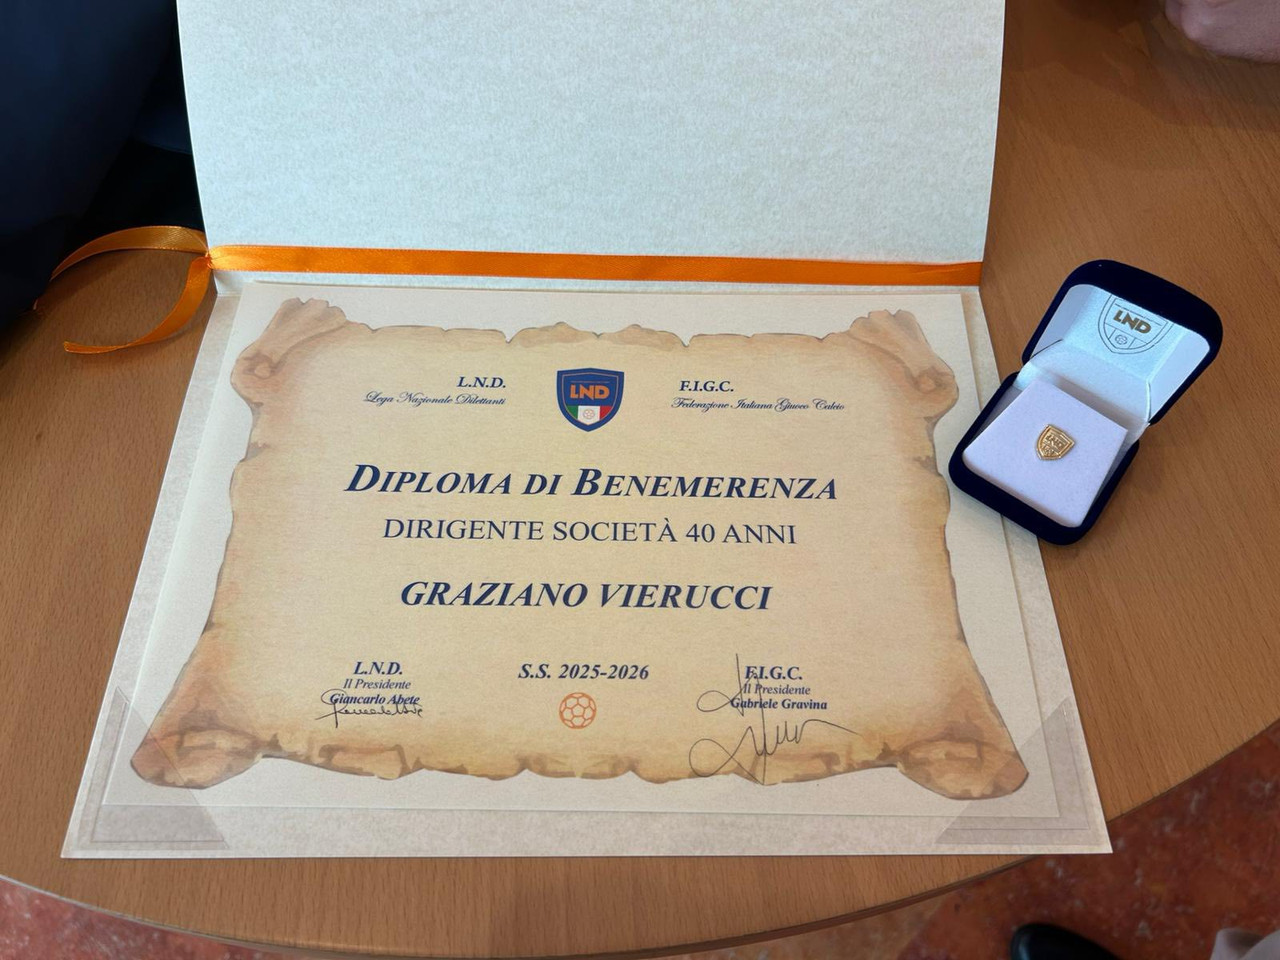 L.N.D.
Lega Nazionale Dilettanti
LND
F.I.G.C.
Federazione Italiana Giuoco Calcio
DIPLOMA DI BENEMERENZA
DIRIGENTE SOCIETÀ 40 ANNI
GRAZIANO VIERUCCI
L.N.D.
Il Presidente
Giancarlo Abete
S.S. 2025-2026
F.I.G.C.
Il Presidente
Gabriele Gravina
LND
LND